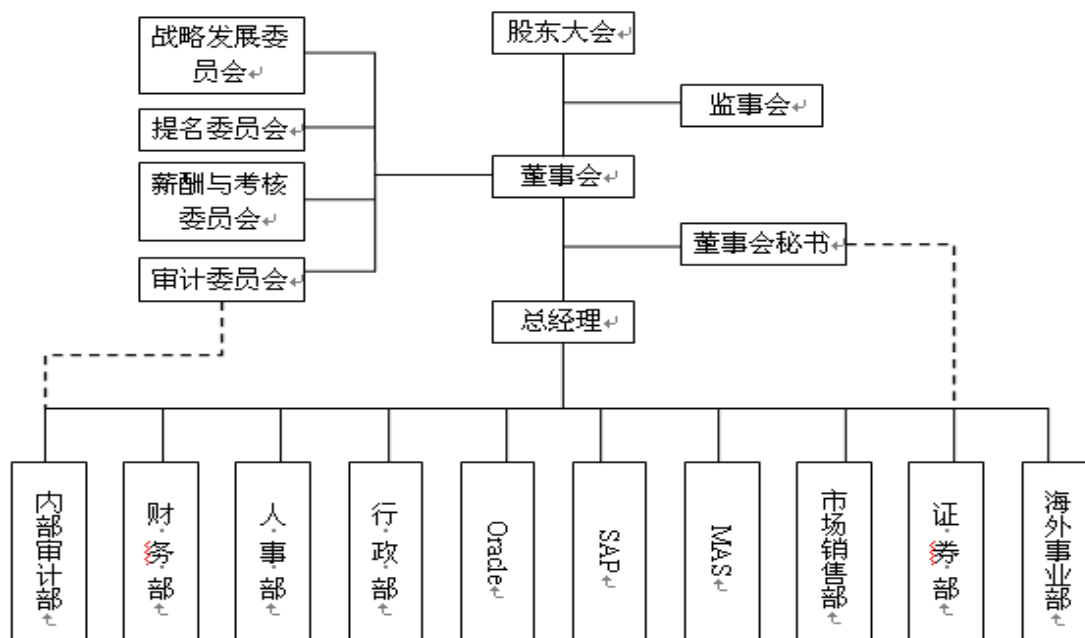 战略发展委
员会
股东大会
监事会
提名委员会
董事会
薪酬与考核
委员会
董事会秘书
审计委员会
总经理
内部审计部
财务部
人事部
行政部
Oracle
SAP
MAS
市场销售部
证券部
海外事业部